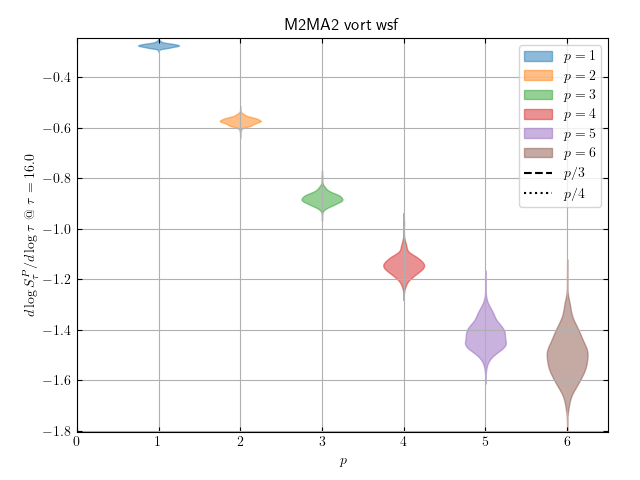 M2MA2 vort wsf
d log S_τ^P / d log τ @ τ = 16.0
−0.4
−0.6
−0.8
−1.0
−1.2
−1.4
−1.6
−1.8
0
1
2
3
4
5
6
p
p = 1
p = 2
p = 3
p = 4
p = 5
p = 6
p/3
p/4